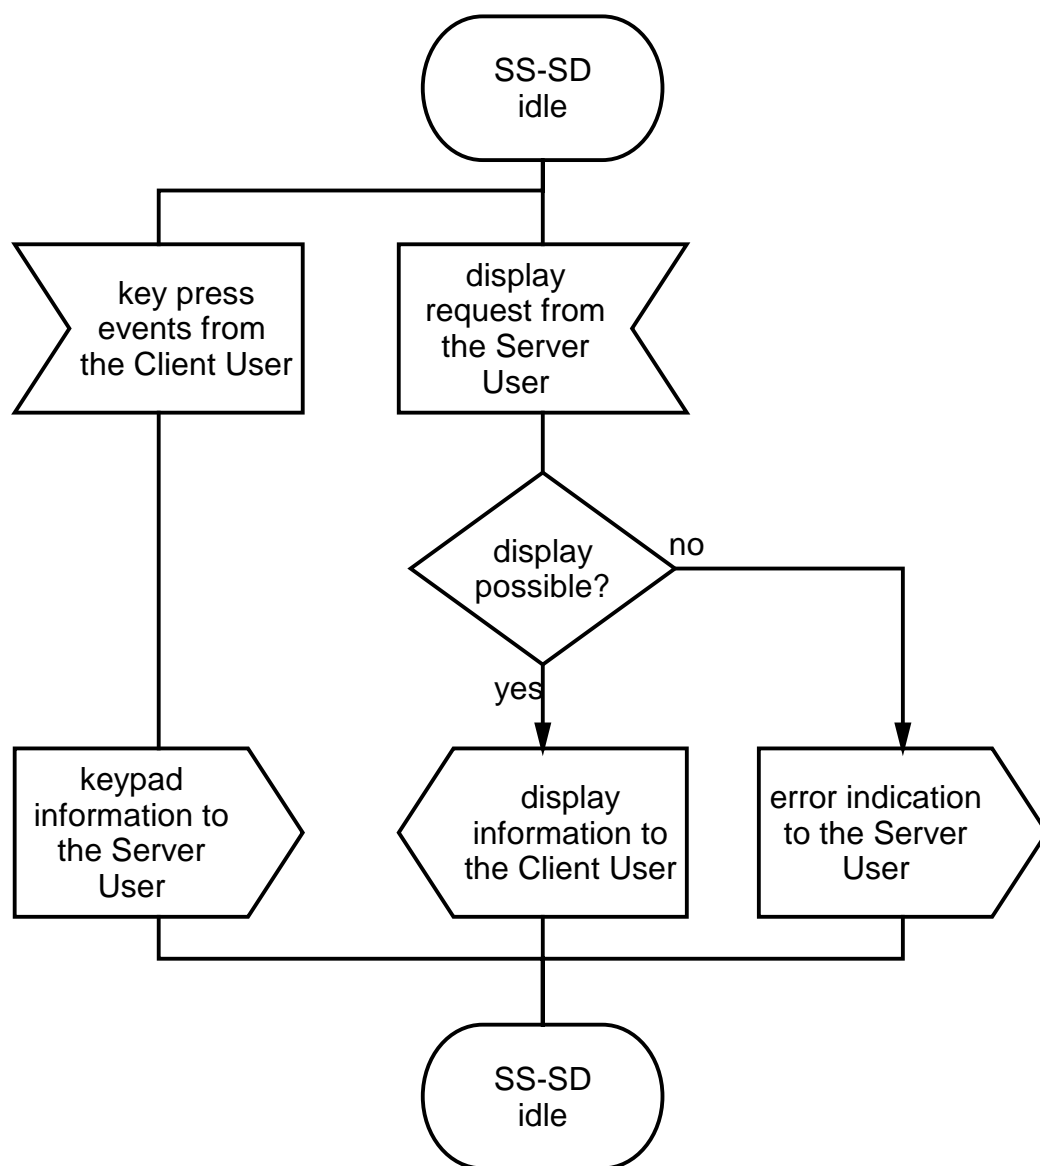 SS-SD
idle
key press
events from
the Client User
display
request from
the Server
User
display
possible?
no
yes
keypad
information to
the Server
User
display
information to
the Client User
error indication
to the Server
User
SS-SD
idle